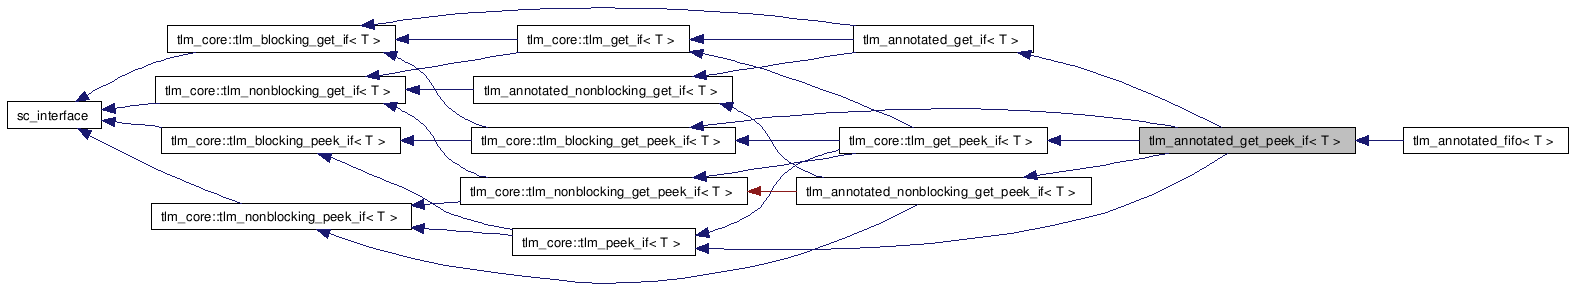 tlm_core::tlm_blocking_get_if< T >
tlm_core::tlm_get_if< T >
tlm_annotated_get_if< T >
tlm_core::tlm_nonblocking_get_if< T >
tlm_annotated_nonblocking_get_if< T >
sc_interface
tlm_core::tlm_blocking_peek_if< T >
tlm_core::tlm_blocking_get_peek_if< T >
tlm_core::tlm_get_peek_if< T >
tlm_annotated_get_peek_if< T >
tlm_annotated_fifo< T >
tlm_core::tlm_nonblocking_get_peek_if< T >
tlm_annotated_nonblocking_get_peek_if< T >
tlm_core::tlm_nonblocking_peek_if< T >
tlm_core::tlm_peek_if< T >